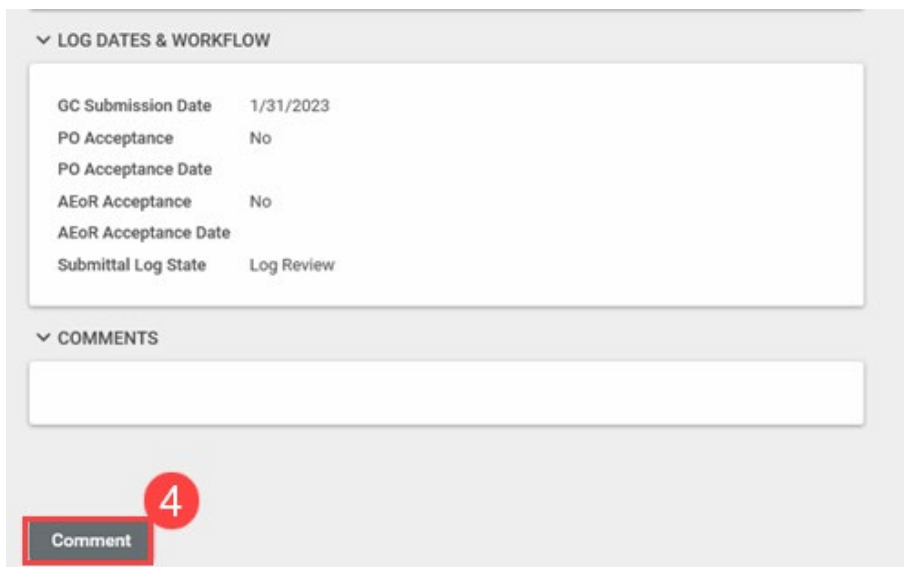 LOG DATES & WORKFLOW
GC Submission Date 1/31/2023
PO Acceptance No
PO Acceptance Date
AEoR Acceptance No
AEoR Acceptance Date
Submittal Log State Log Review
COMMENTS
4
Comment